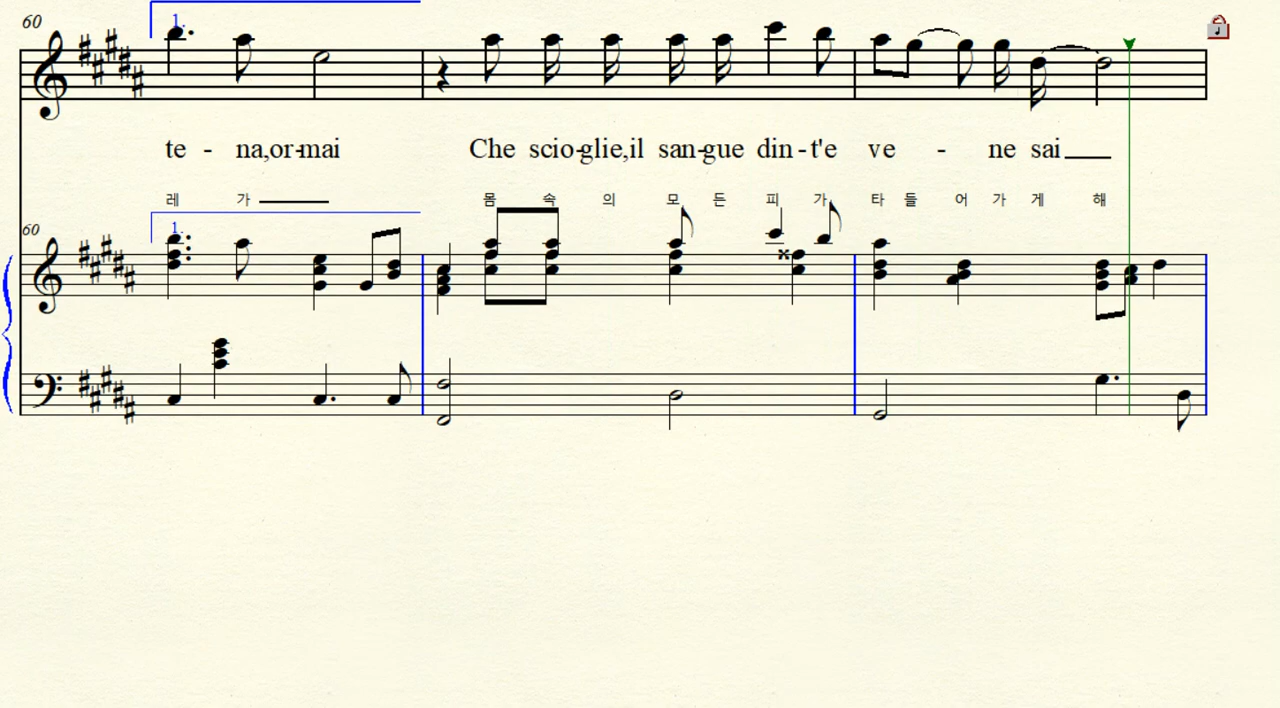 60
1.
te - na,or-mai Che scio-glie,il san-gue din-t'e ve - ne sai
레 가 몸 속 의 모 든 피 가 타 들 어 가 게 해
60
1.